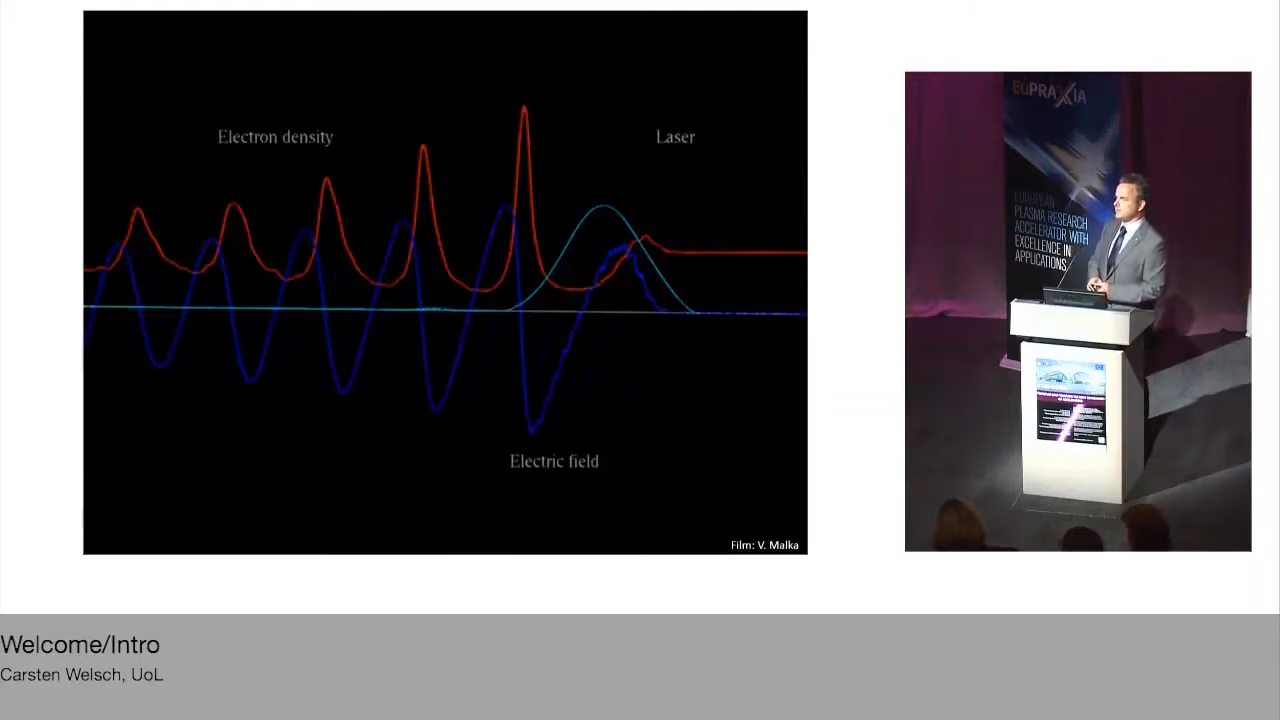 Electron density
Laser
Electric field
Film: V. Malka
EuPRAXIA
EUROPEAN
PLASMA RESEARCH
ACCELERATOR WITH
EXCELLENCE IN
APPLICATIONS
Welcome/Intro
Carsten Welsch, UoL